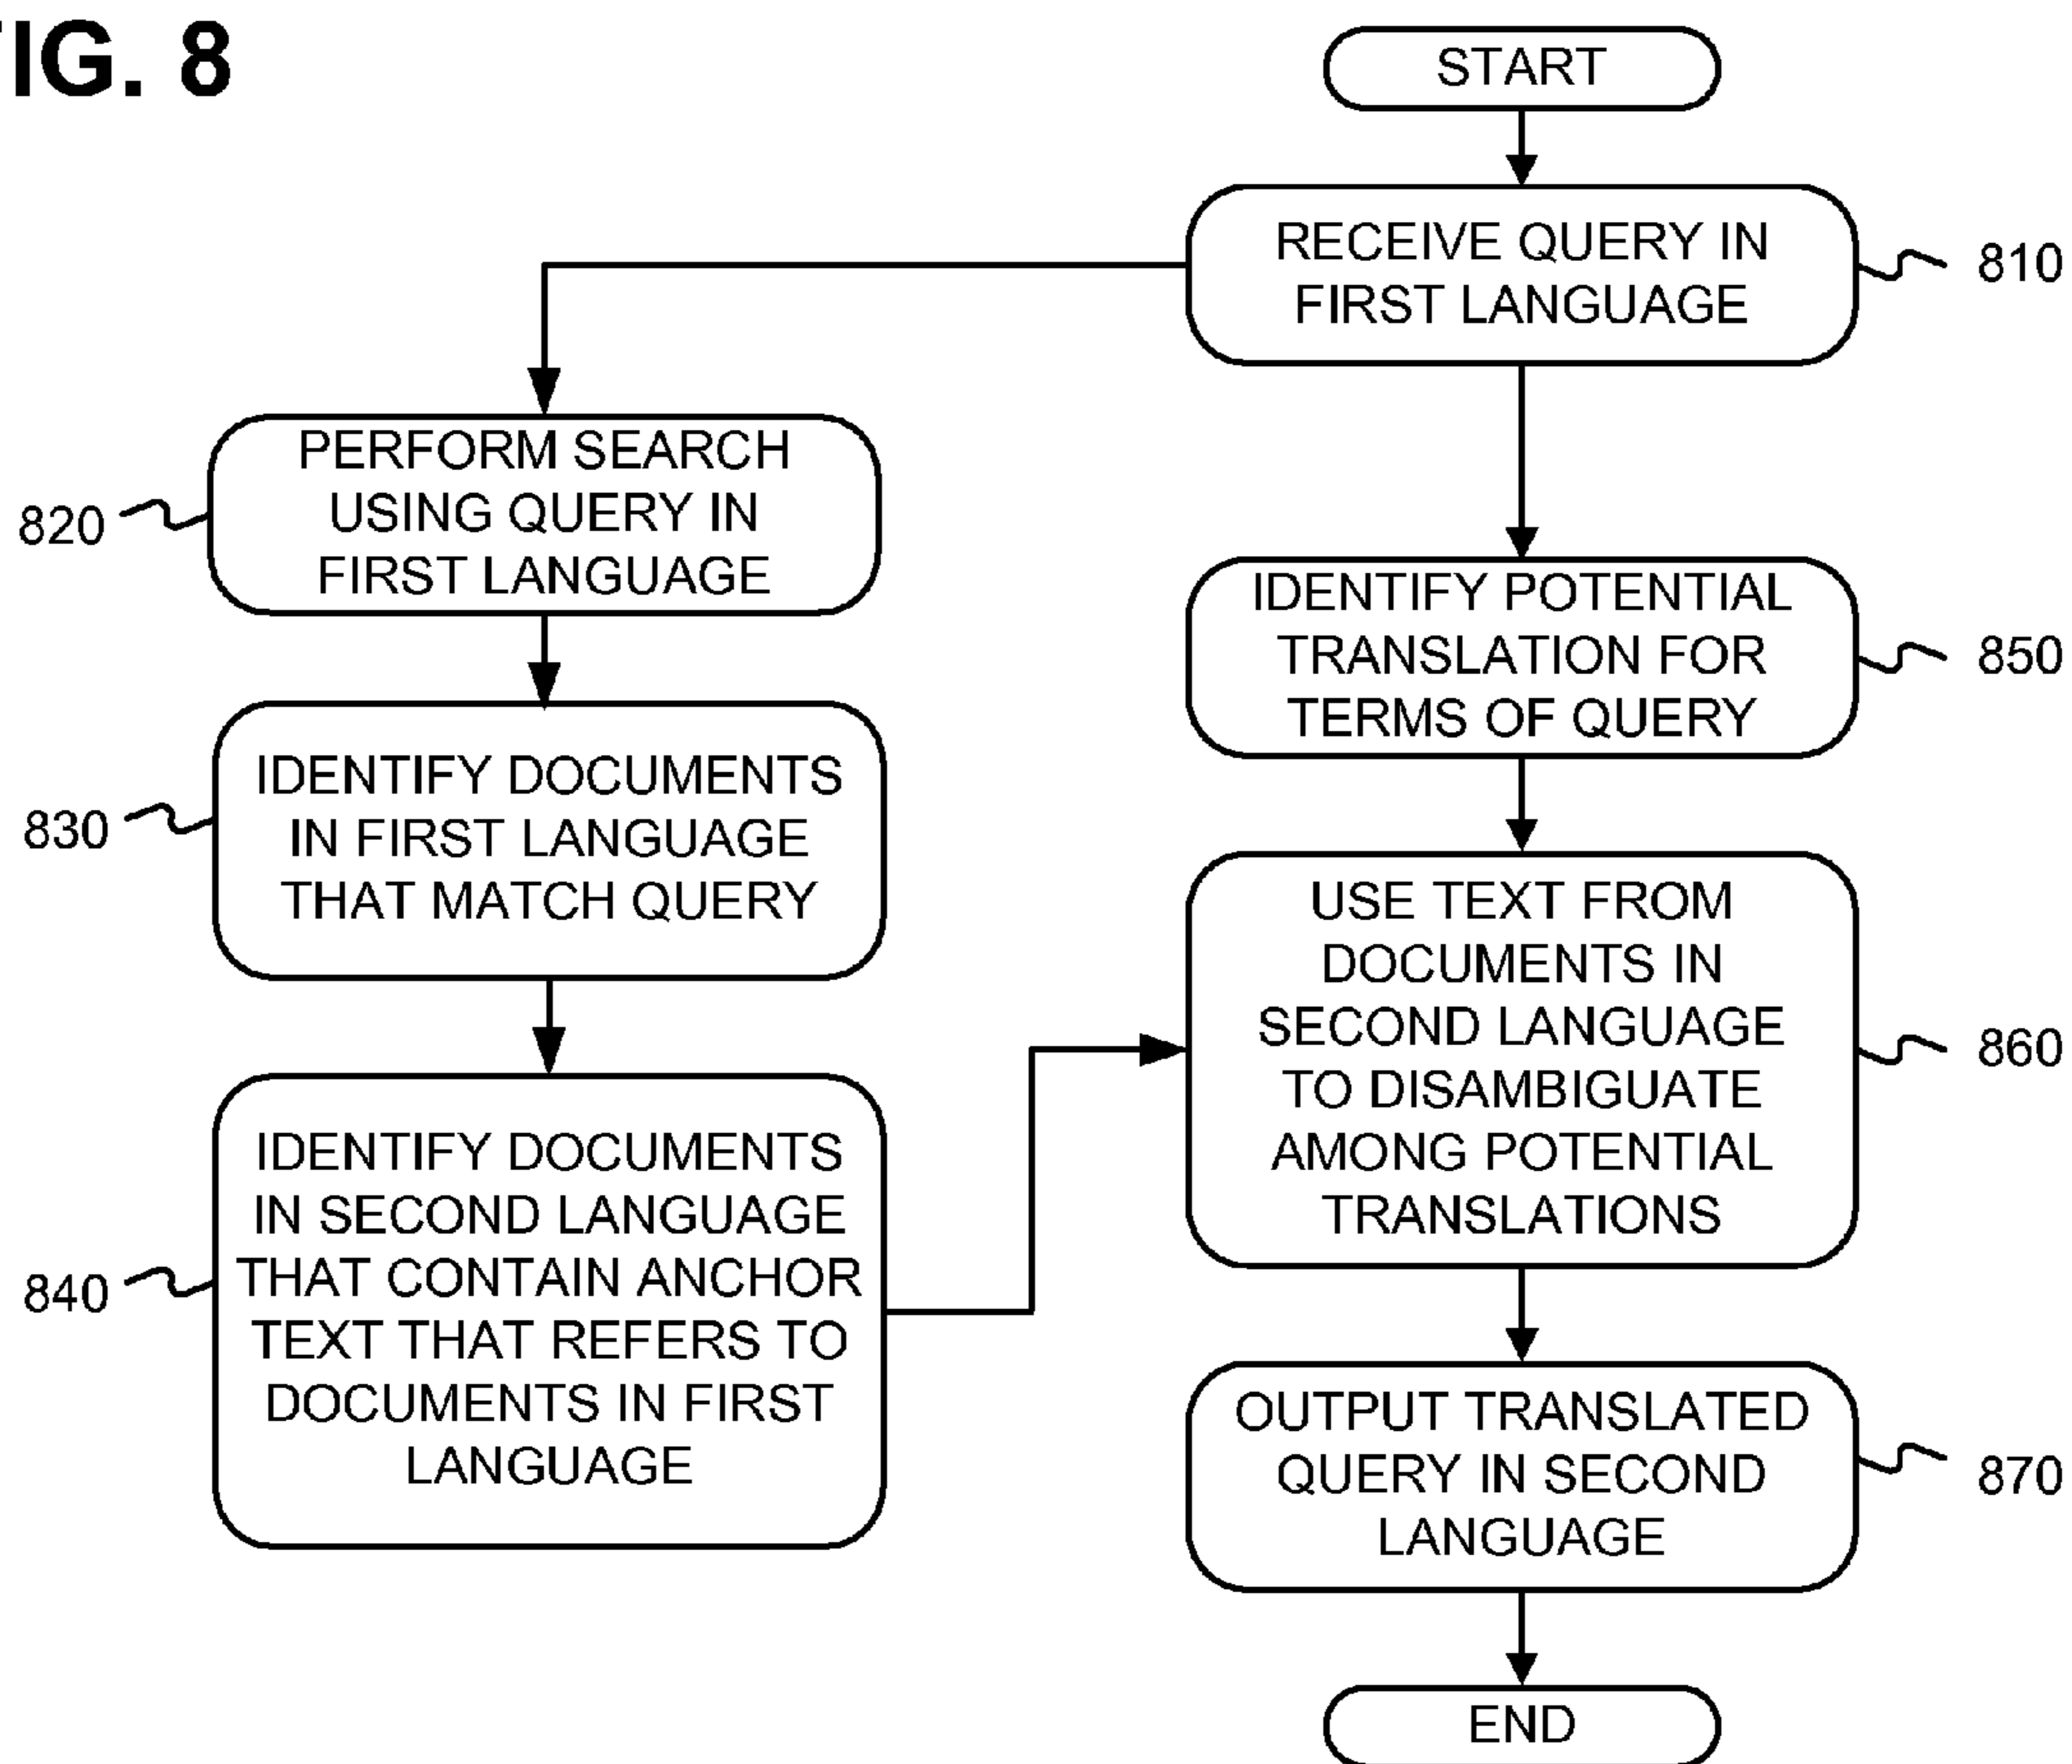 FIG. 8
START
RECEIVE QUERY IN
FIRST LANGUAGE
810
PERFORM SEARCH
USING QUERY IN
FIRST LANGUAGE
820
IDENTIFY DOCUMENTS
IN FIRST LANGUAGE
THAT MATCH QUERY
830
IDENTIFY DOCUMENTS
IN SECOND LANGUAGE
THAT CONTAIN ANCHOR
TEXT THAT REFERS TO
DOCUMENTS IN FIRST
LANGUAGE
840
IDENTIFY POTENTIAL
TRANSLATION FOR
TERMS OF QUERY
850
USE TEXT FROM
DOCUMENTS IN
SECOND LANGUAGE
TO DISAMBIGUATE
AMONG POTENTIAL
TRANSLATIONS
860
OUTPUT TRANSLATED
QUERY IN SECOND
LANGUAGE
870
END